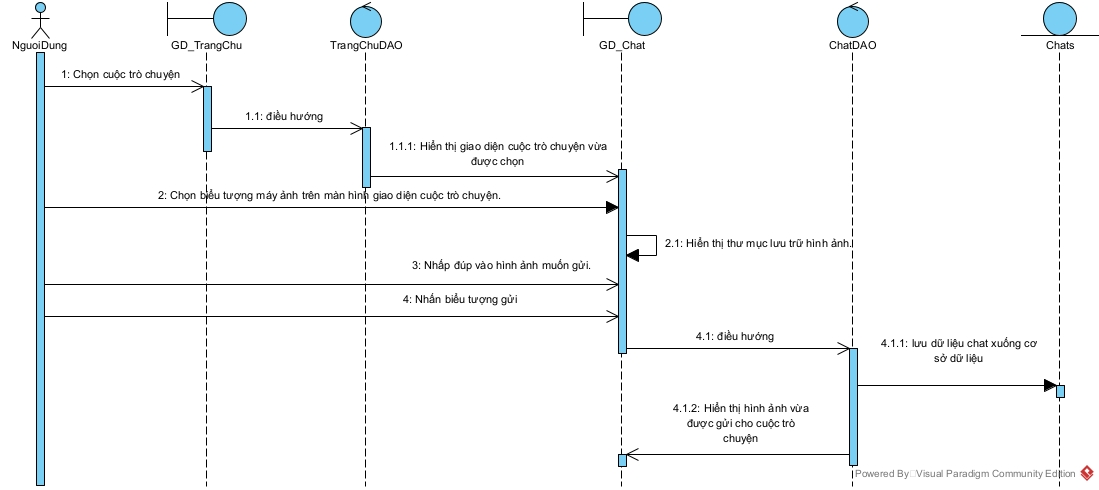 NguoiDung
GD_TrangChu
TrangChuDAO
GD_Chat
ChatDAO
Chats
1: Chọn cuộc trò chuyện
1.1: điều hướng
1.1.1: Hiển thị giao diện cuộc trò chuyện vừa
được chọn
2: Chọn biểu tượng máy ảnh trên màn hình giao diện cuộc trò chuyện.
2.1: Hiển thị thư mục lưu trữ hình ảnh.
3: Nhấp đúp vào hình ảnh muốn gửi.
4: Nhấn biểu tượng gửi
4.1: điều hướng
4.1.1: lưu dữ liệu chat xuống cơ
sở dữ liệu
4.1.2: Hiển thị hình ảnh vừa
được gửi cho cuộc trò
chuyện
Powered By Visual Paradigm Community Edition